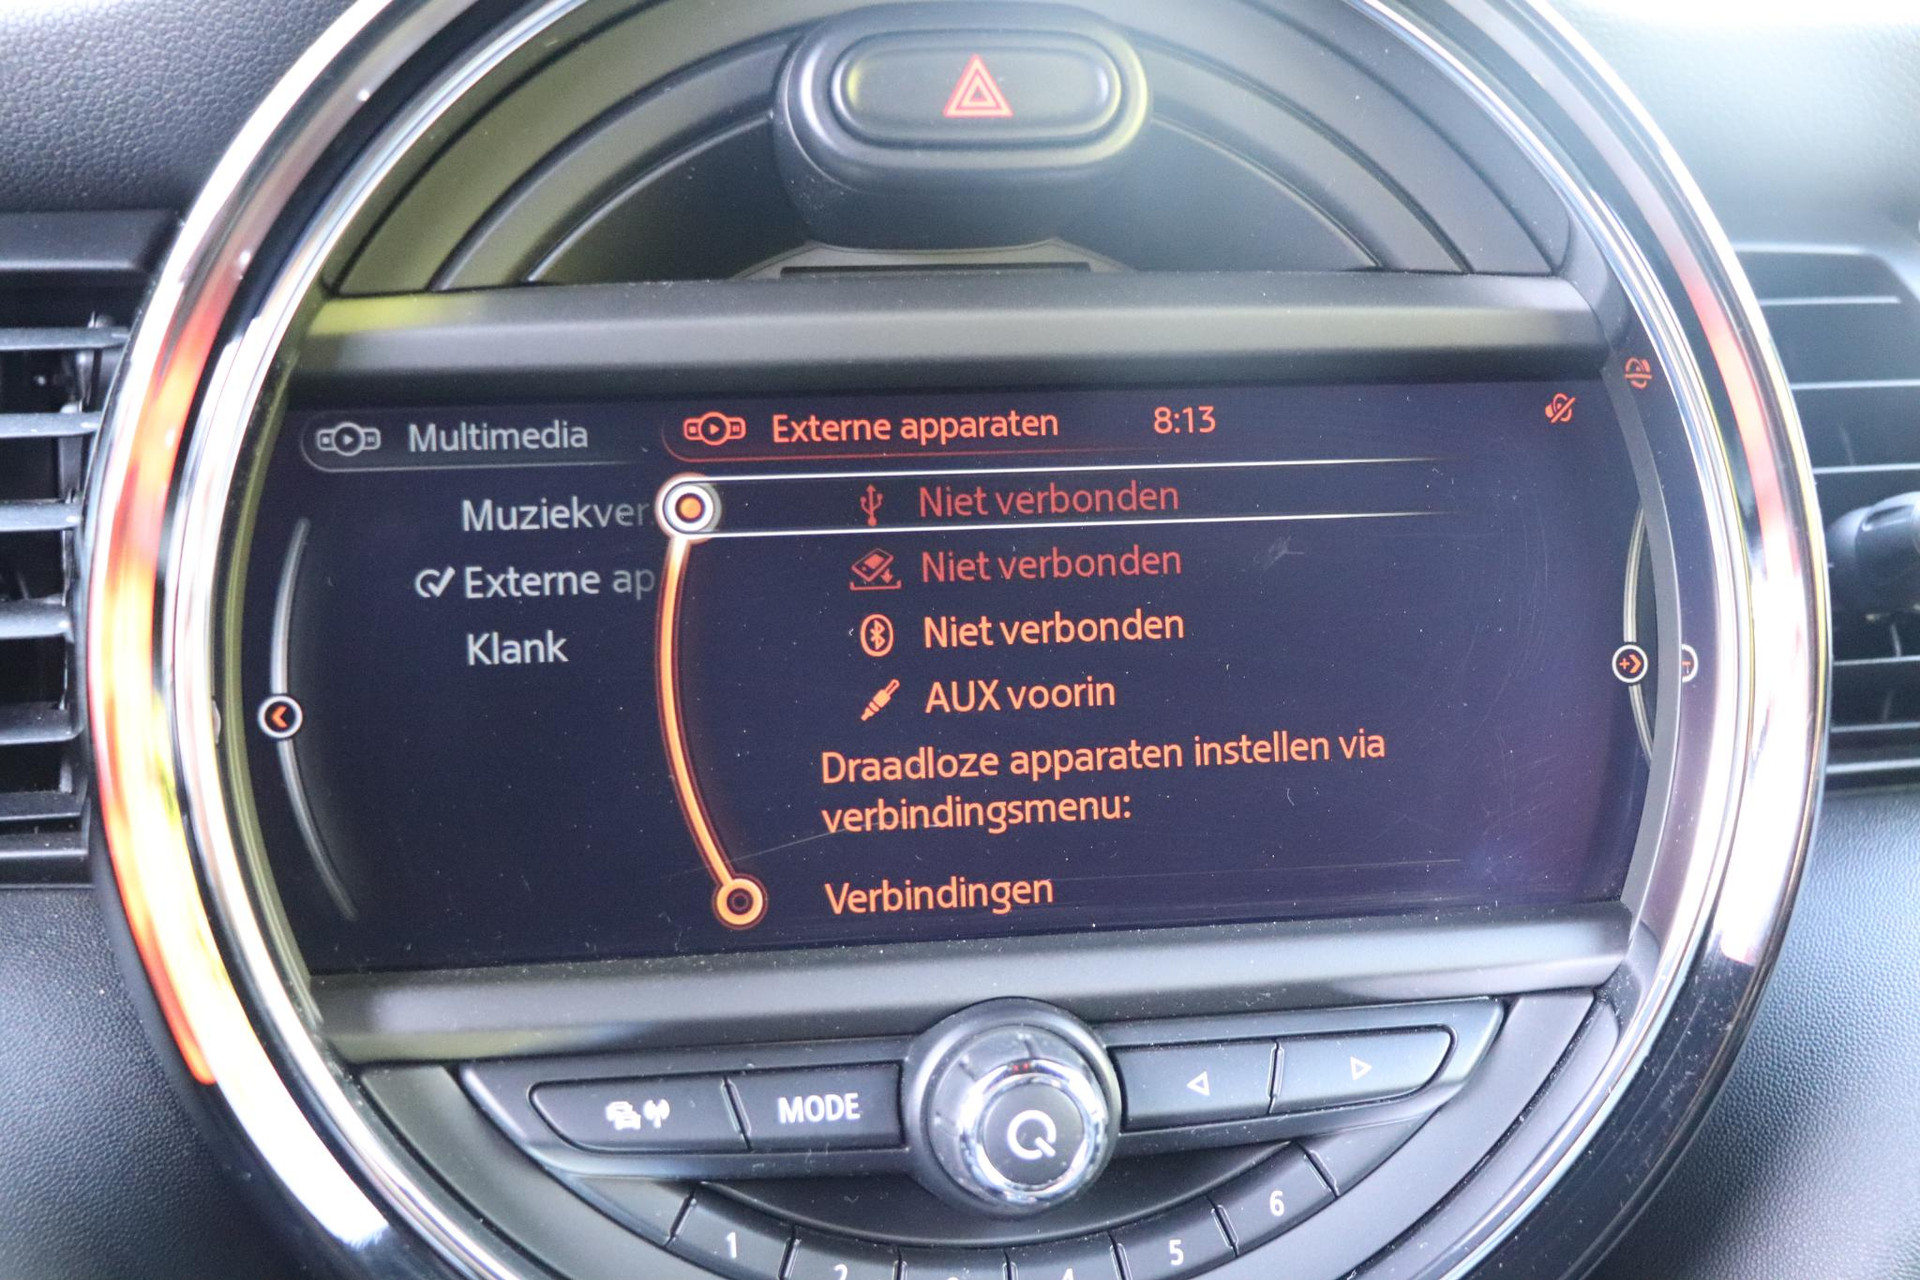 Multimedia
Externe apparaten
8:13
Muziekver
Externe ap
Klank
Niet verbonden
Niet verbonden
Niet verbonden
AUX voorin
Draadloze apparaten instellen via
verbindingsmenu:
Verbindingen
MODE
1
2
5
6